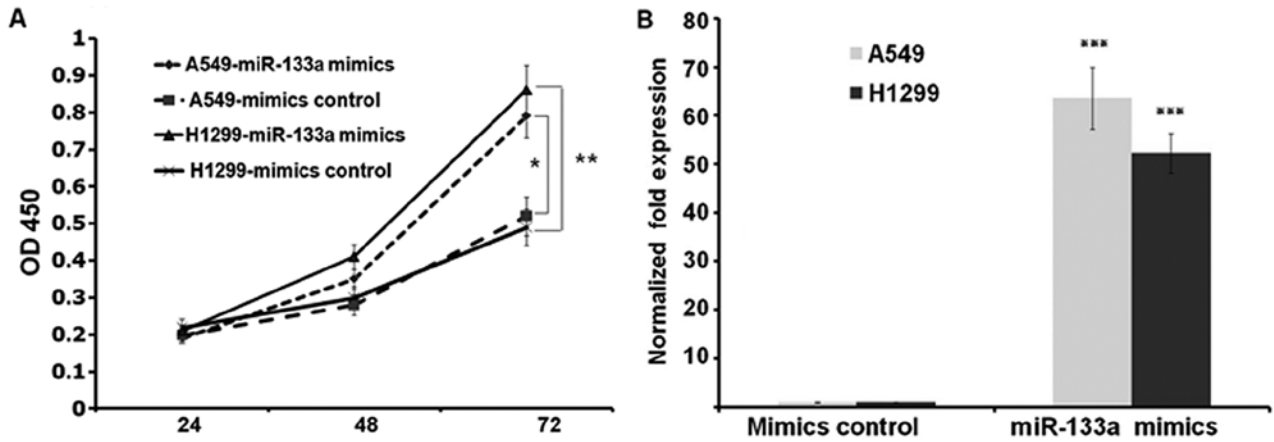 A
1
0.9
0.8
0.7
0.6
0.5
0.4
0.3
0.2
0.1
0
OD 450
A549-miR-133a mimics
A549-mimics control
H1299-miR-133a mimics
H1299-mimics control
*
**
24
48
72
B
80
70
60
50
40
30
20
10
Normalized fold expression
A549
H1299
***
***
Mimics control
miR-133a mimics